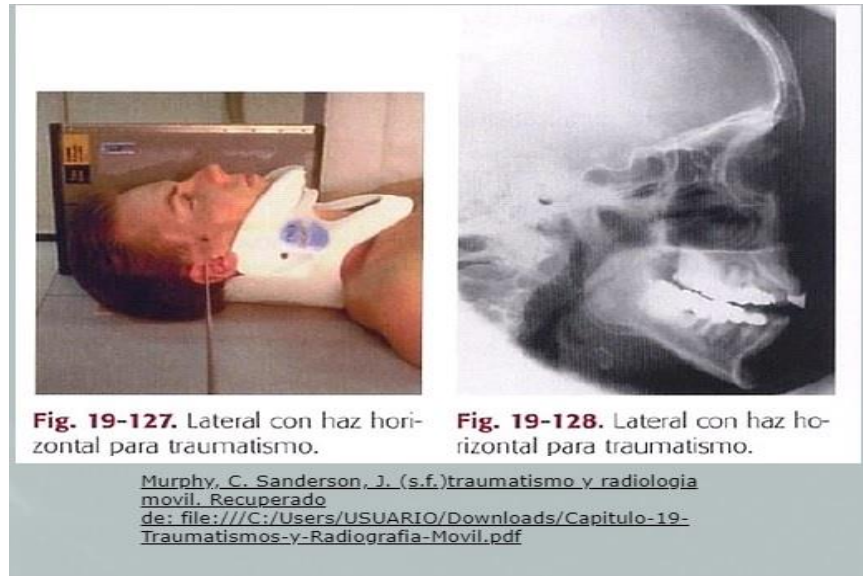 Fig. 19-127. Lateral con haz hori-
zontal para traumatismo.
Fig. 19-128. Lateral con haz ho-
rizontal para traumatismo.
Murphy, C. Sanderson, J. (s.f.)traumatismo y radiologia
movil. Recuperado
de: file:///C:/Users/USUARIO/Downloads/Capitulo-19-
Traumatismos-y-Radiografia-Movil.pdf